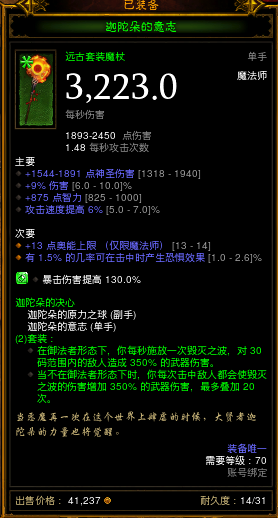 已装备
迦陀朵的意志
远古套装魔杖 单手
3,223.0 魔法师
每秒伤害
1893-2450 点伤害
1.48 每秒攻击次数
主要
+1544-1891 点神圣伤害 [1318 - 1940]
+9% 伤害 [6.0 - 10.0]%
+875 点智力 [825 - 1000]
攻击速度提高 6% [5.0 - 7.0]%
次要
+13 点奥能上限 （仅限魔法师） [13 - 14]
有 1.5% 的几率可在击中时产生恐惧效果 [1.0 - 2.6]%
暴击伤害提高 130.0%
迦陀朵的决心
迦陀朵的原力之球 (副手)
迦陀朵的意志 (单手)
(2)套装：
在御法者形态下，你每秒施放一次毁灭之波，对 30
码范围内的敌人造成 350% 的武器伤害。
当不在御法者形态下时，你每次击中敌人都会使毁灭
之波的伤害增加 350% 的武器伤害，最多叠加 20
次。
当恶魔再一次在这个世界上肆虐的时候，大贤者迦
陀朵的力量也将觉醒。
装备唯一
需要等级：70
账号绑定
出售价格： 41,237 耐久度：14/31